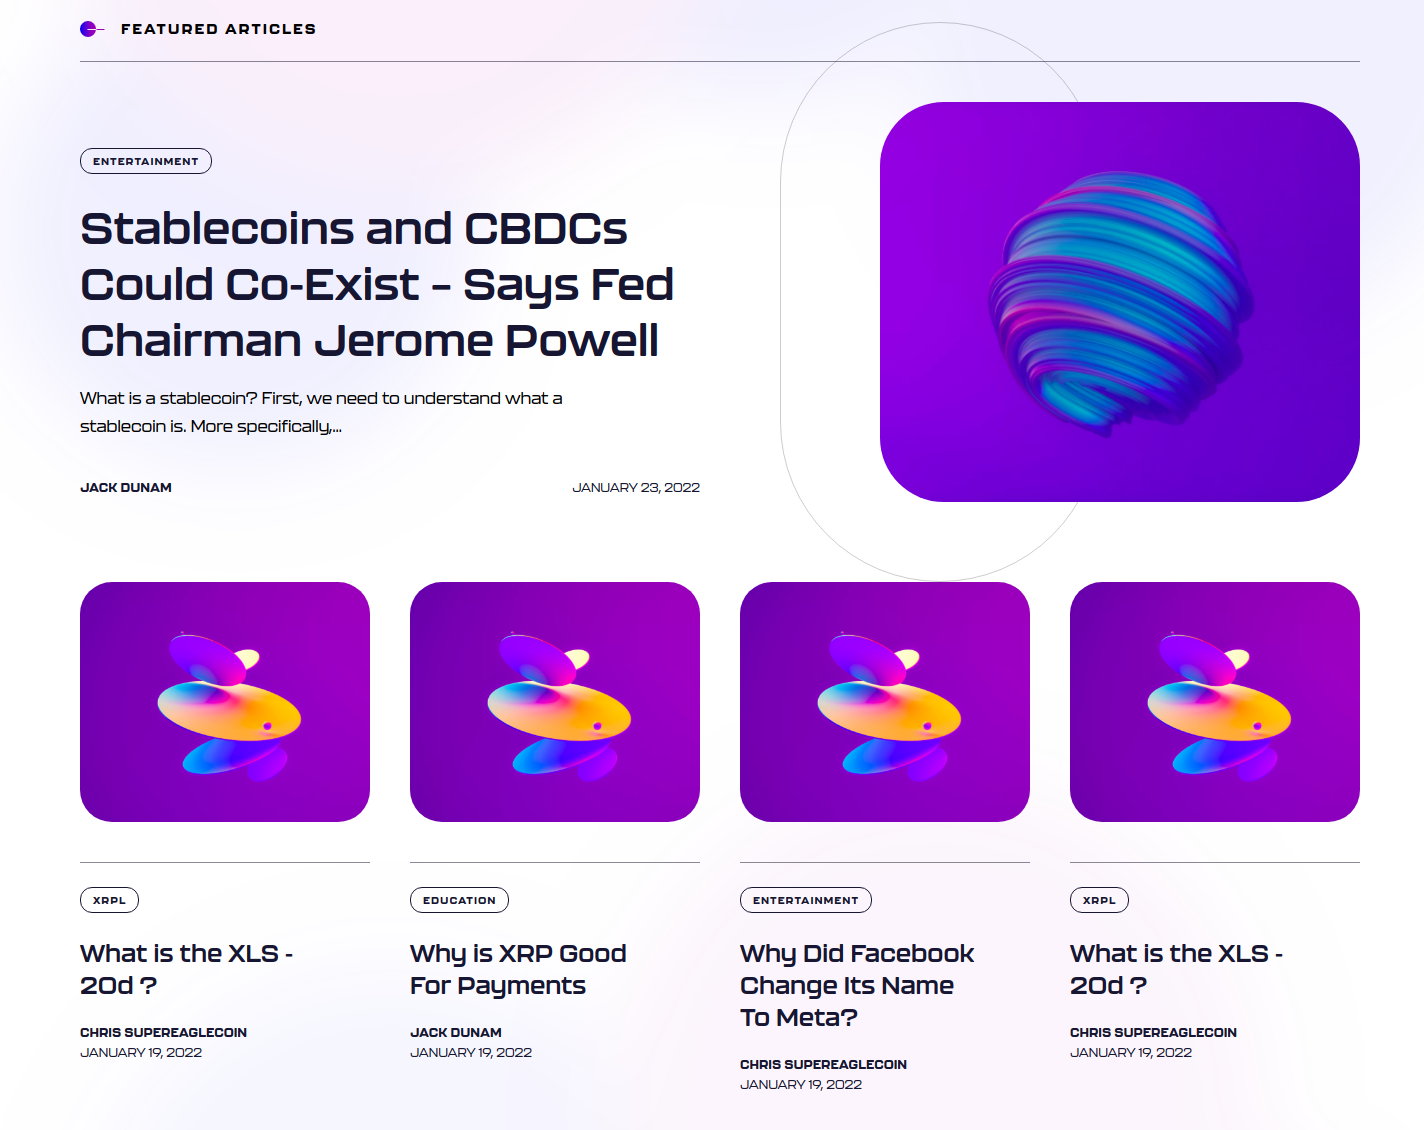 FEATURED ARTICLES
ENTERTAINMENT
Stablecoins and CBDCs
Could Co-Exist – Says Fed
Chairman Jerome Powell
What is a stablecoin? First, we need to understand what a
stablecoin is. More specifically,...
JACK DUNAM
JANUARY 23, 2022
XRPL
What is the XLS -
20d ?
CHRIS SUPEREAGLECOIN
JANUARY 19, 2022
EDUCATION
Why is XRP Good
For Payments
JACK DUNAM
JANUARY 19, 2022
ENTERTAINMENT
Why Did Facebook
Change Its Name
To Meta?
CHRIS SUPEREAGLECOIN
JANUARY 19, 2022
XRPL
What is the XLS -
20d ?
CHRIS SUPEREAGLECOIN
JANUARY 19, 2022